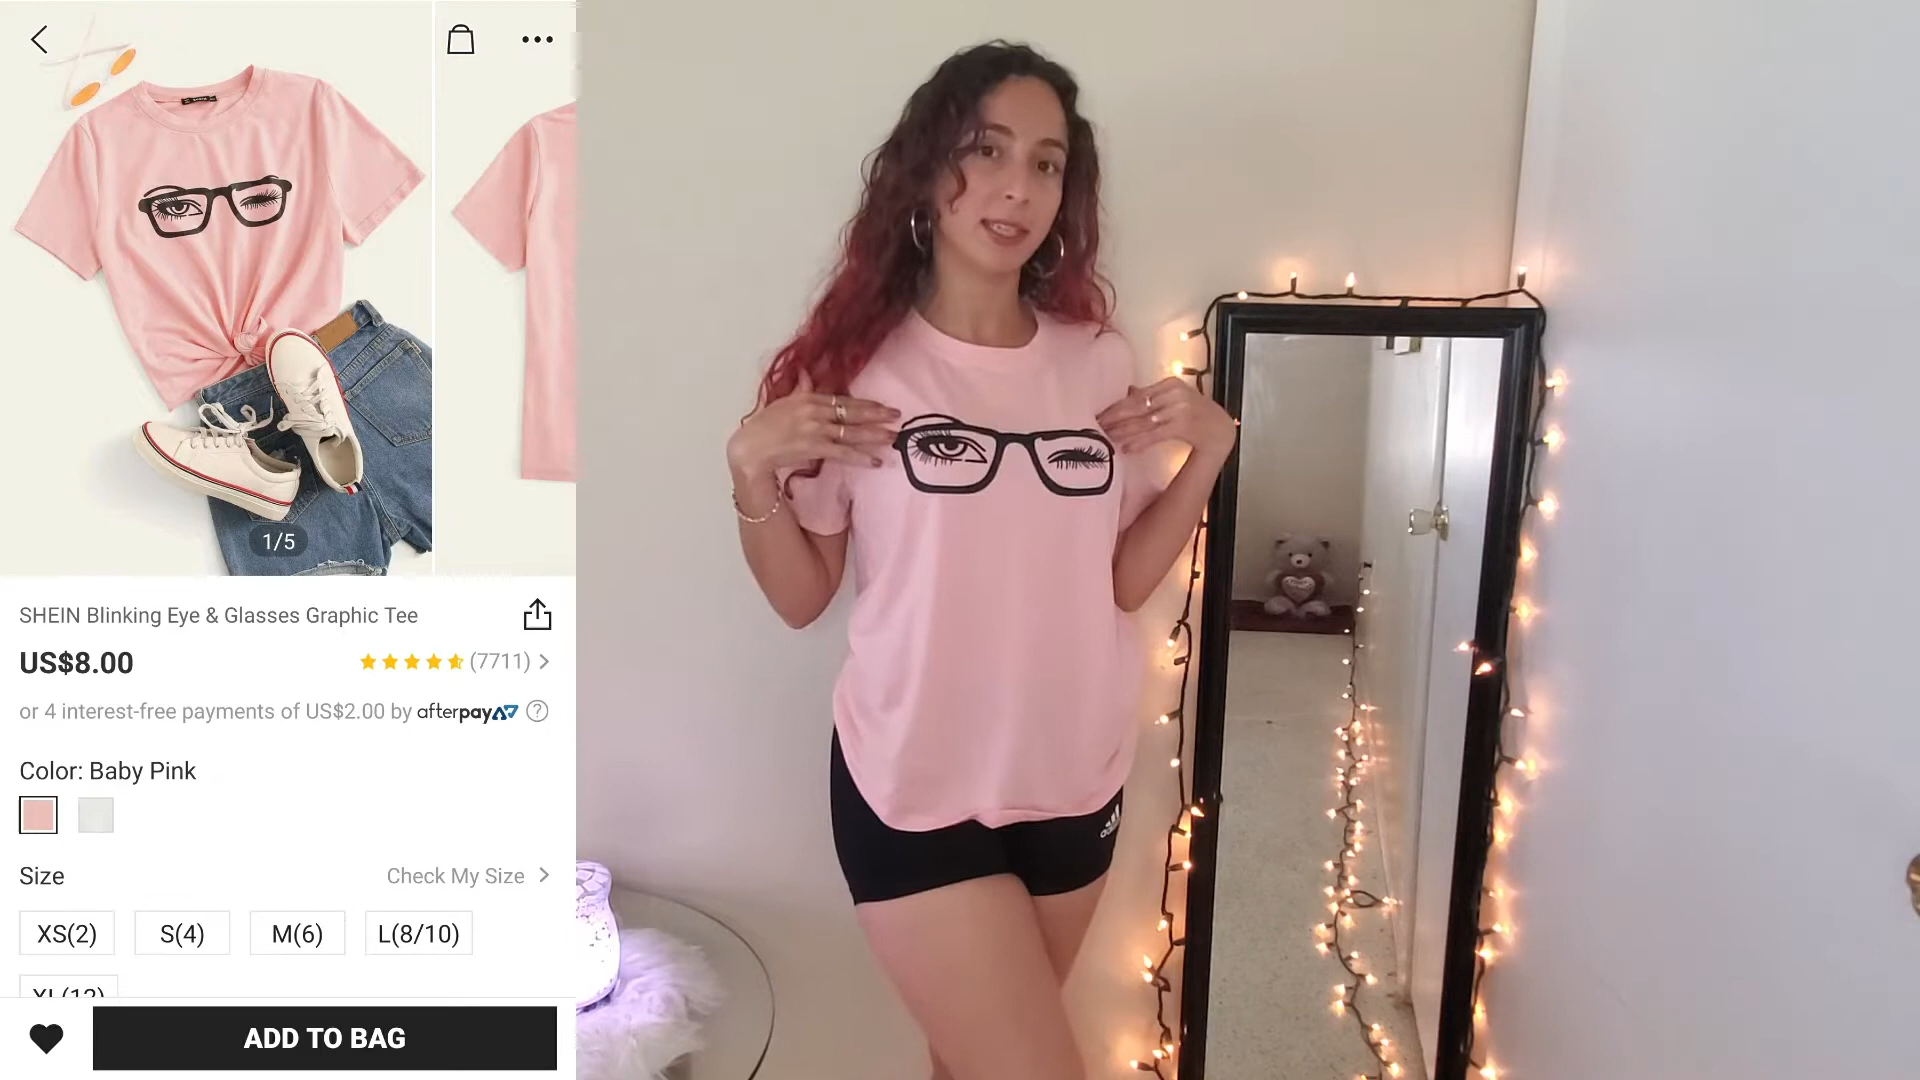 1/5
SHEIN Blinking Eye & Glasses Graphic Tee
US$8.00
(7711)
or 4 interest-free payments of US$2.00 by afterpay
Color: Baby Pink
Size
Check My Size
XS(2) S(4) M(6) L(8/10)
XL(12)
ADD TO BAG